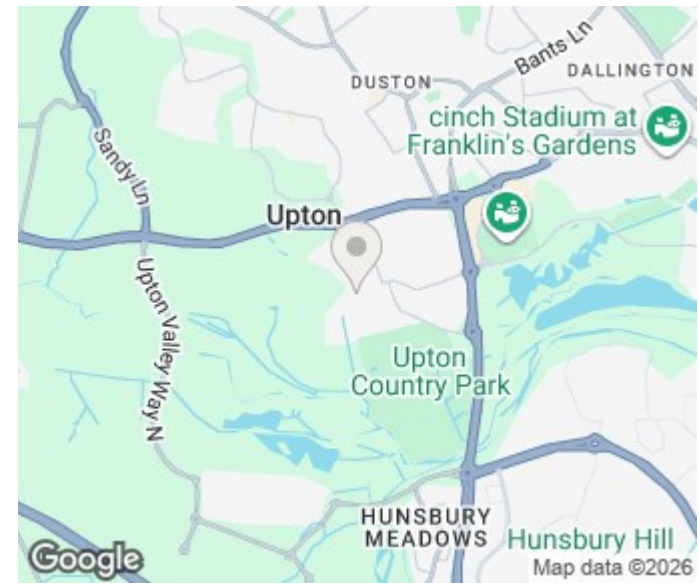 Bants Ln
DUSTON
DALLINGTON
cinch Stadium at
Franklin's Gardens
Sandy Ln
Upton
Upton Valley Way N
Upton
Country Park
HUNSBURY
MEADOWS
Hunsbury Hill
Google
Map data ©2026